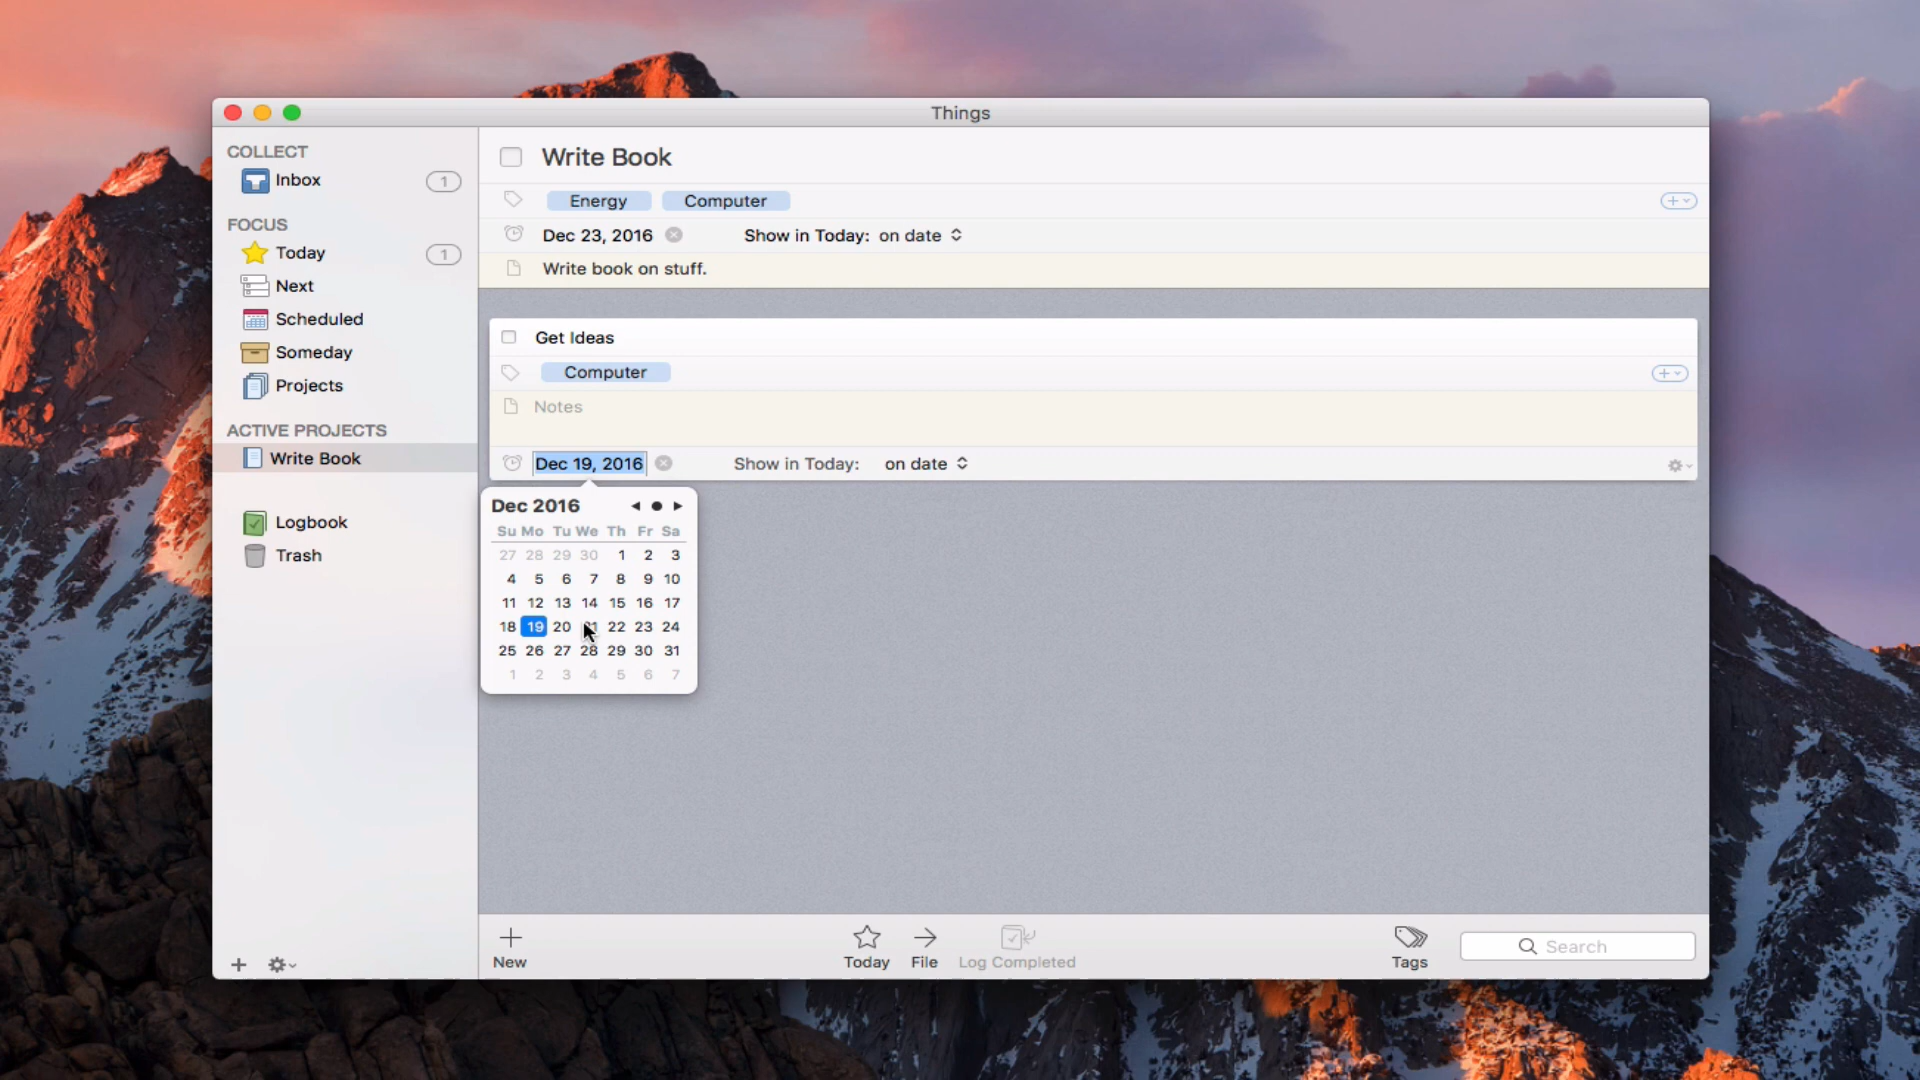 Things
COLLECT
Inbox 1
FOCUS
Today 1
Next
Scheduled
Someday
Projects
ACTIVE PROJECTS
Write Book
Logbook
Trash
Write Book
Energy Computer
Dec 23, 2016 Show in Today: on date
Write book on stuff.
Get Ideas
Computer
Notes
Dec 19, 2016 Show in Today: on date
Dec 2016
Su Mo Tu We Th Fr Sa
27 28 29 30 1 2 3
4 5 6 7 8 9 10
11 12 13 14 15 16 17
18 19 20 22 23 24
25 26 27 28 29 30 31
1 2 3 4 5 6 7
New
Today
File
Log Completed
Tags
Search